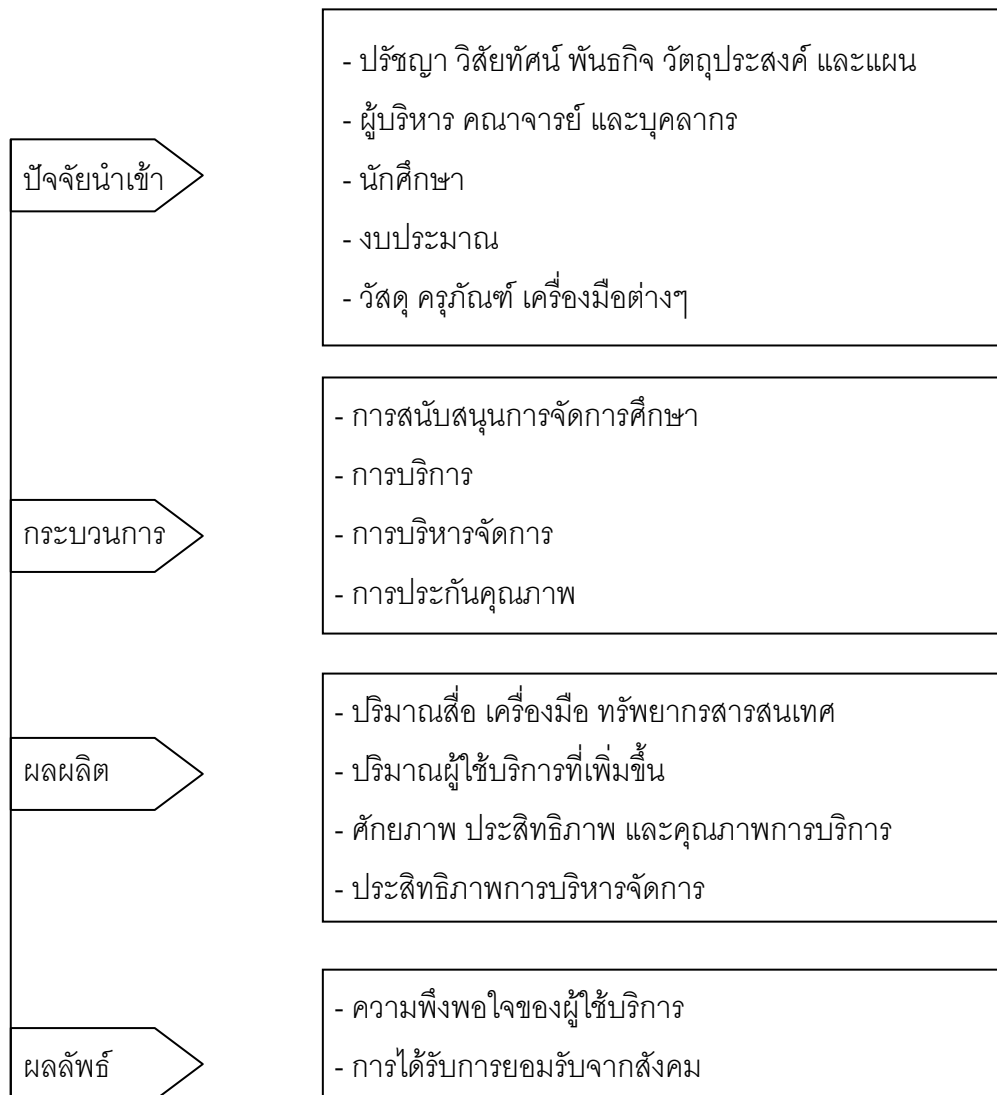 ปัจจัยนำเข้า
- ปรัชญา วิสัยทัศน์ พันธกิจ วัตถุประสงค์ และแผน
- ผู้บริหาร คณาจารย์ และบุคลากร
- นักศึกษา
- งบประมาณ
- วัสดุ ครุภัณฑ์ เครื่องมือต่างๆ
กระบวนการ
- การสนับสนุนการจัดการศึกษา
- การบริการ
- การบริหารจัดการ
- การประกันคุณภาพ
ผลผลิต
- ปริมาณสื่อ เครื่องมือ ทรัพยากรสารสนเทศ
- ปริมาณผู้ใช้บริการที่เพิ่มขึ้น
- ศักยภาพ ประสิทธิภาพ และคุณภาพการบริการ
- ประสิทธิภาพการบริหารจัดการ
ผลลัพธ์
- ความพึงพอใจของผู้ใช้บริการ
- การได้รับการยอมรับจากสังคม